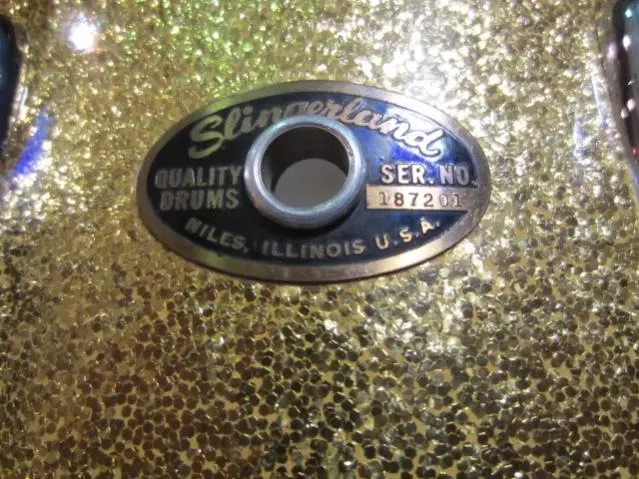 Slingerland
QUALITY
DRUMS
SER. NO.
187201
NILES, ILLINOIS U.S.A.